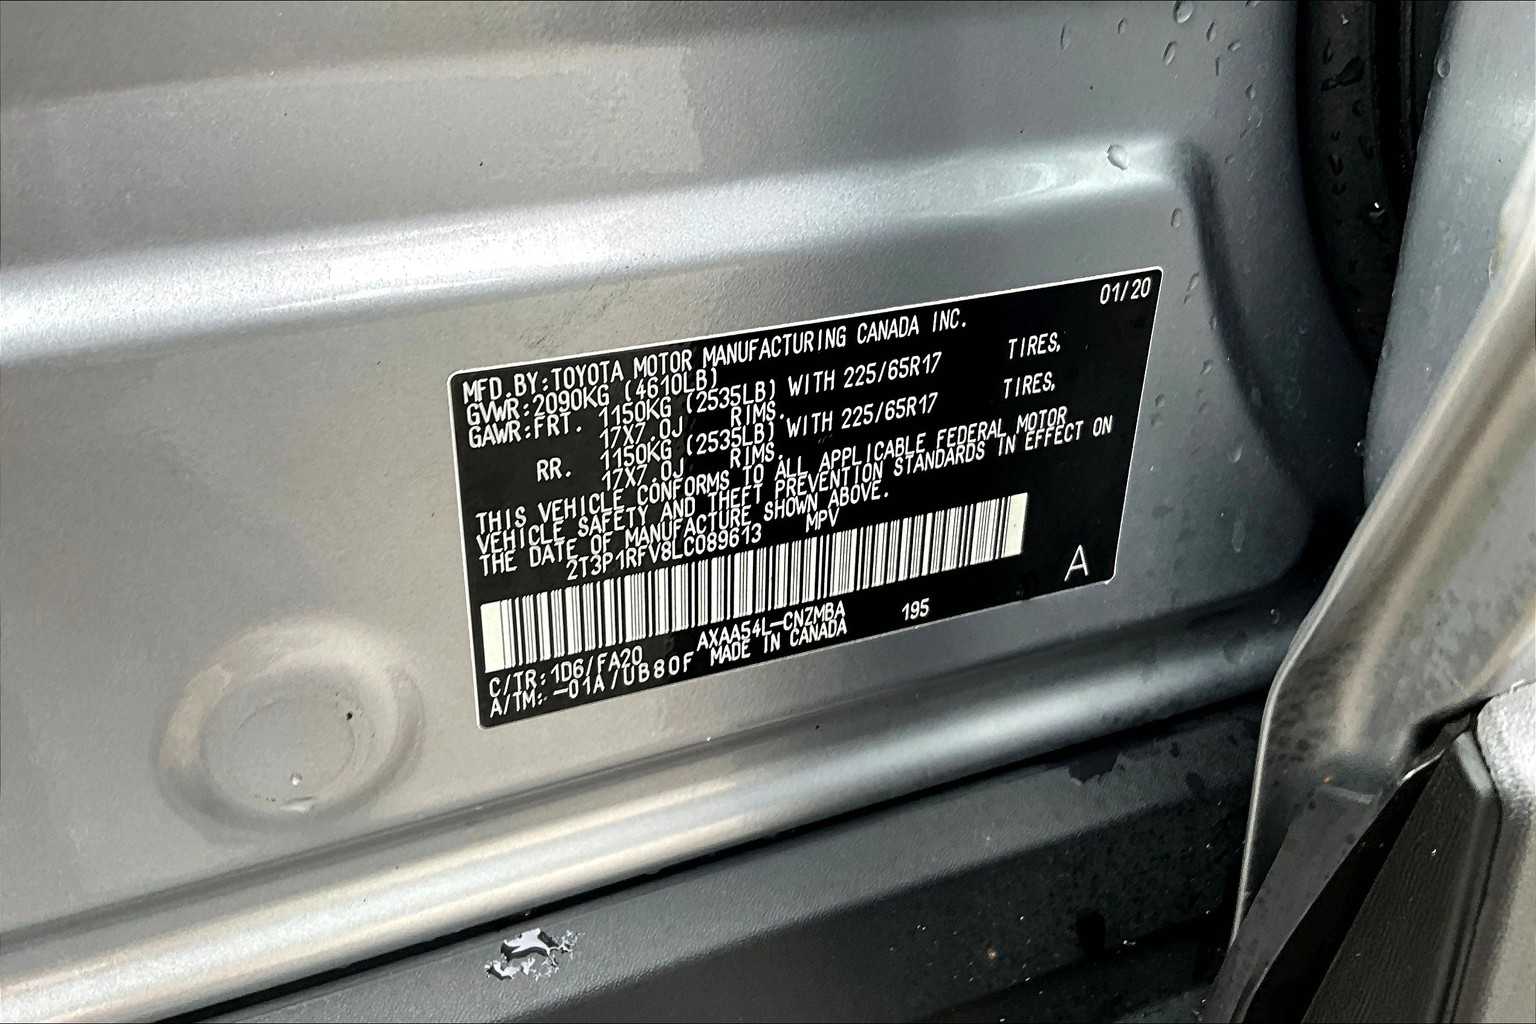 01/20
MFD.BY:TOYOTA MOTOR MANUFACTURING CANADA INC.
GVWR:2090KG (4610LB)
GAWR:FRT. 1150KG (2535LB) WITH 225/65R17 TIRES,
17X7.0J RIMS.
RR. 1150KG (2535LB) WITH 225/65R17 TIRES,
17X7.0J RIMS.
THIS VEHICLE CONFORMS TO ALL APPLICABLE FEDERAL MOTOR
VEHICLE SAFETY AND THEFT PREVENTION STANDARDS IN EFFECT ON
THE DATE OF MANUFACTURE SHOWN ABOVE.
2T3P1RFV8LC089613 MPV
A
C/TR:1D6/FA20 AXAA54L-CNZMBA 195
A/TM:-01A/UB80F MADE IN CANADA